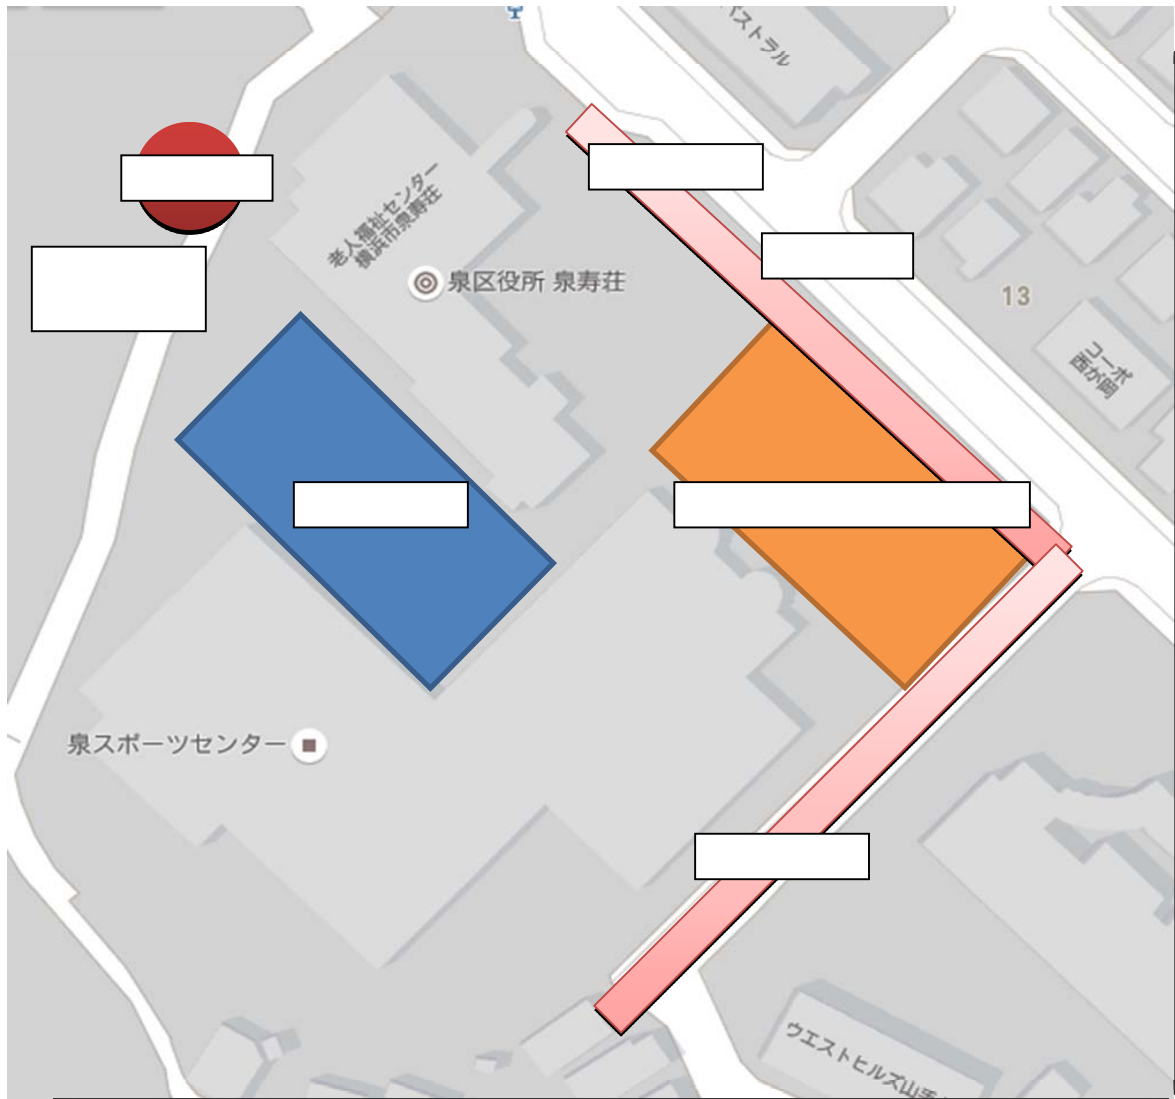 パストラル
老人福祉センター
横浜市泉寿荘
泉区役所 泉寿荘
13
コーポ
西が岡
泉スポーツセンター
ウエストヒルズ山手